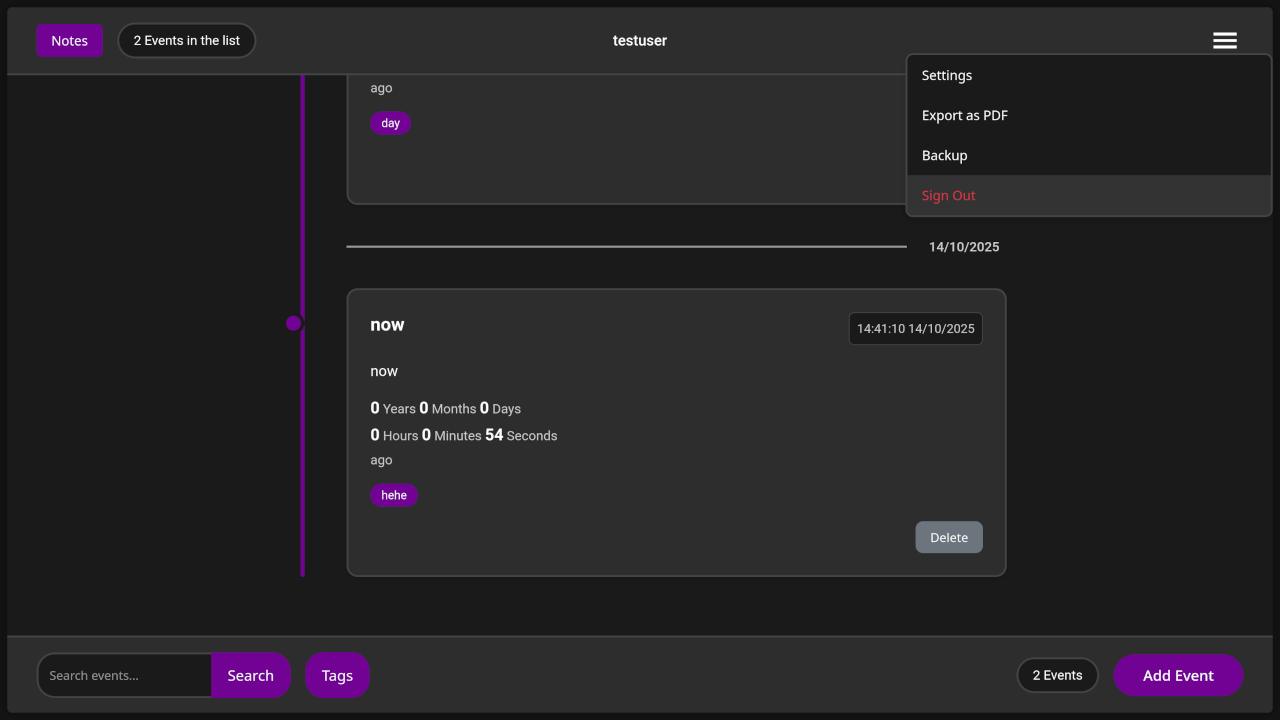 Notes
2 Events in the list
testuser
Settings
Export as PDF
Backup
Sign Out
ago
day
14/10/2025
now
14:41:10 14/10/2025
now
0 Years 0 Months 0 Days
0 Hours 0 Minutes 54 Seconds
ago
hehe
Delete
Search events...
Search
Tags
2 Events
Add Event